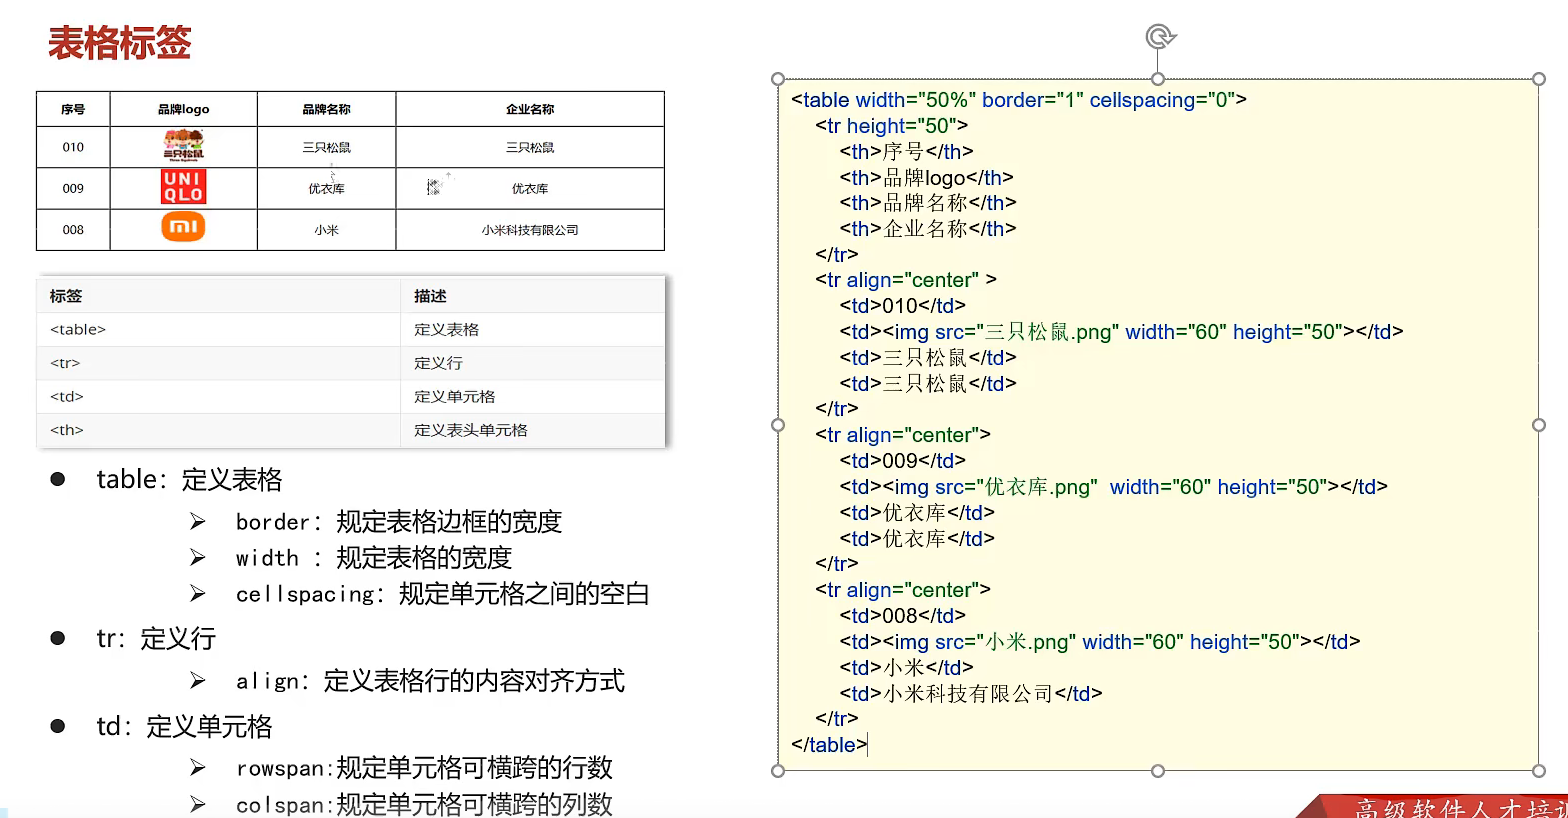 表格标签
序号 品牌logo 品牌名称 企业名称
010 三只松鼠 三只松鼠 三只松鼠
009 UNI QLO 优衣库 优衣库
008 mi 小米 小米科技有限公司
标签 描述
<table> 定义表格
<tr> 定义行
<td> 定义单元格
<th> 定义表头单元格
● table：定义表格
➢ border：规定表格边框的宽度
➢ width ：规定表格的宽度
➢ cellspacing：规定单元格之间的空白
● tr：定义行
➢ align：定义表格行的内容对齐方式
● td：定义单元格
➢ rowspan:规定单元格可横跨的行数
➢ colspan:规定单元格可横跨的列数
<table width="50%" border="1" cellspacing="0">
<tr height="50">
<th>序号</th>
<th>品牌logo</th>
<th>品牌名称</th>
<th>企业名称</th>
</tr>
<tr align="center" >
<td>010</td>
<td><img src="三只松鼠.png" width="60" height="50"></td>
<td>三只松鼠</td>
<td>三只松鼠</td>
</tr>
<tr align="center">
<td>009</td>
<td><img src="优衣库.png"  width="60" height="50"></td>
<td>优衣库</td>
<td>优衣库</td>
</tr>
<tr align="center">
<td>008</td>
<td><img src="小米.png" width="60" height="50"></td>
<td>小米</td>
<td>小米科技有限公司</td>
</tr>
</table>
高级软件人才培训